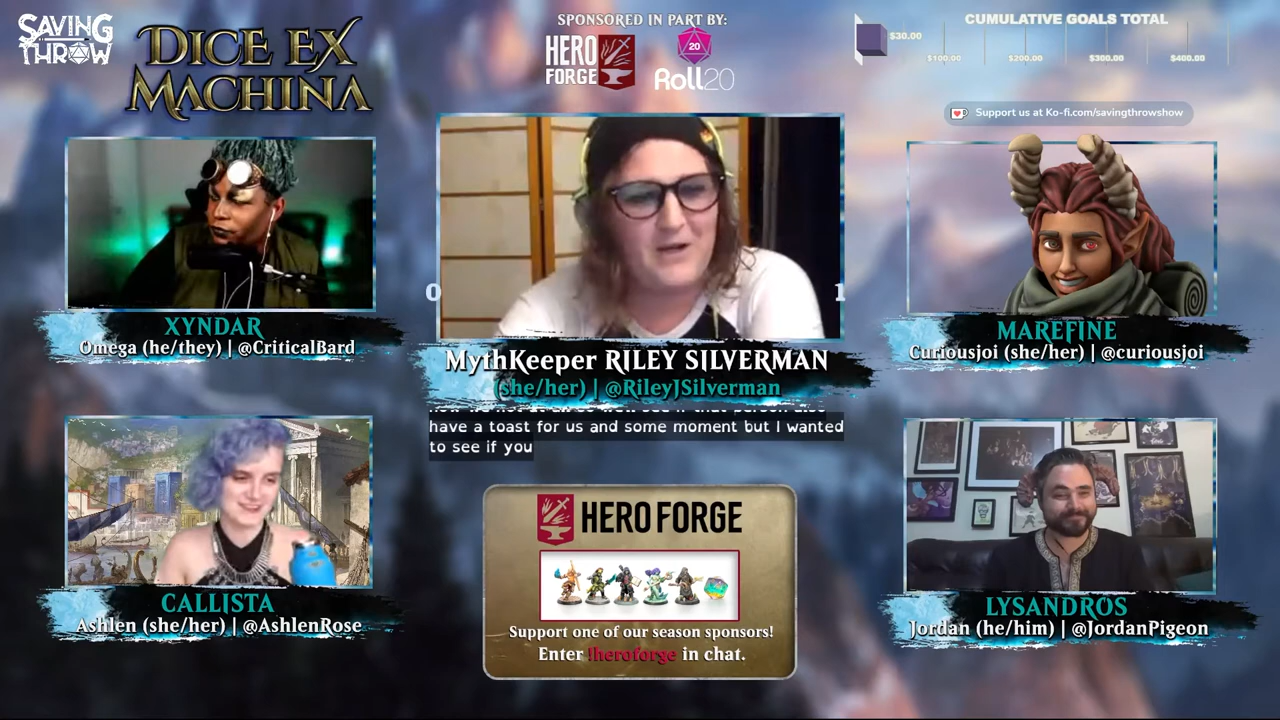 SAVING
THROW
DICE EX
MACHINA
SPONSORED IN PART BY:
HERO
FORGE
20
Roll20
CUMULATIVE GOALS TOTAL
$30.00
$100.00 $200.00 $300.00 $400.00
Support us at Ko-fi.com/savingthrowshow
0 1
XYNDAR
Omega (he/they) | @CriticalBard
MythKeeper RILEY SILVERMAN
(she/her) | @RileyJSilverman
MAREFINE
Curiousjoi (she/her) | @curiousjoi
have a toast for us and some moment but I wanted
to see if you
HERO FORGE
Support one of our season sponsors!
Enter !heroforge in chat.
CALLISTA
Ashlen (she/her) | @AshlenRose
LYSANDROS
Jordan (he/him) | @JordanPigeon